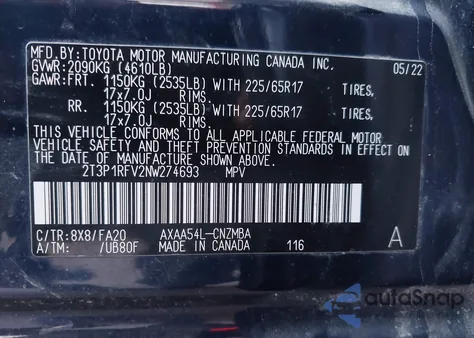 MFD.BY:TOYOTA MOTOR MANUFACTURING CANADA INC.
GVWR:2090KG (4610LB) 05/22
GAWR:FRT. 1150KG (2535LB) WITH 225/65R17 TIRES,
17x7.0J RIMS.
RR. 1150KG (2535LB) WITH 225/65R17 TIRES,
17x7.0J RIMS.
THIS VEHICLE CONFORMS TO ALL APPLICABLE FEDERAL MOTOR
VEHICLE SAFETY BUMPER, AND THEFT PREVENTION STANDARDS IN EFFECT
ON THE DATE OF MANUFACTURE SHOWN ABOVE.
2T3P1RFV2NW274693 MPV
C/TR:8X8/FA20 AXAA54L-CNZMBA
A/TM: /UB80F MADE IN CANADA 116 A
autoSnap